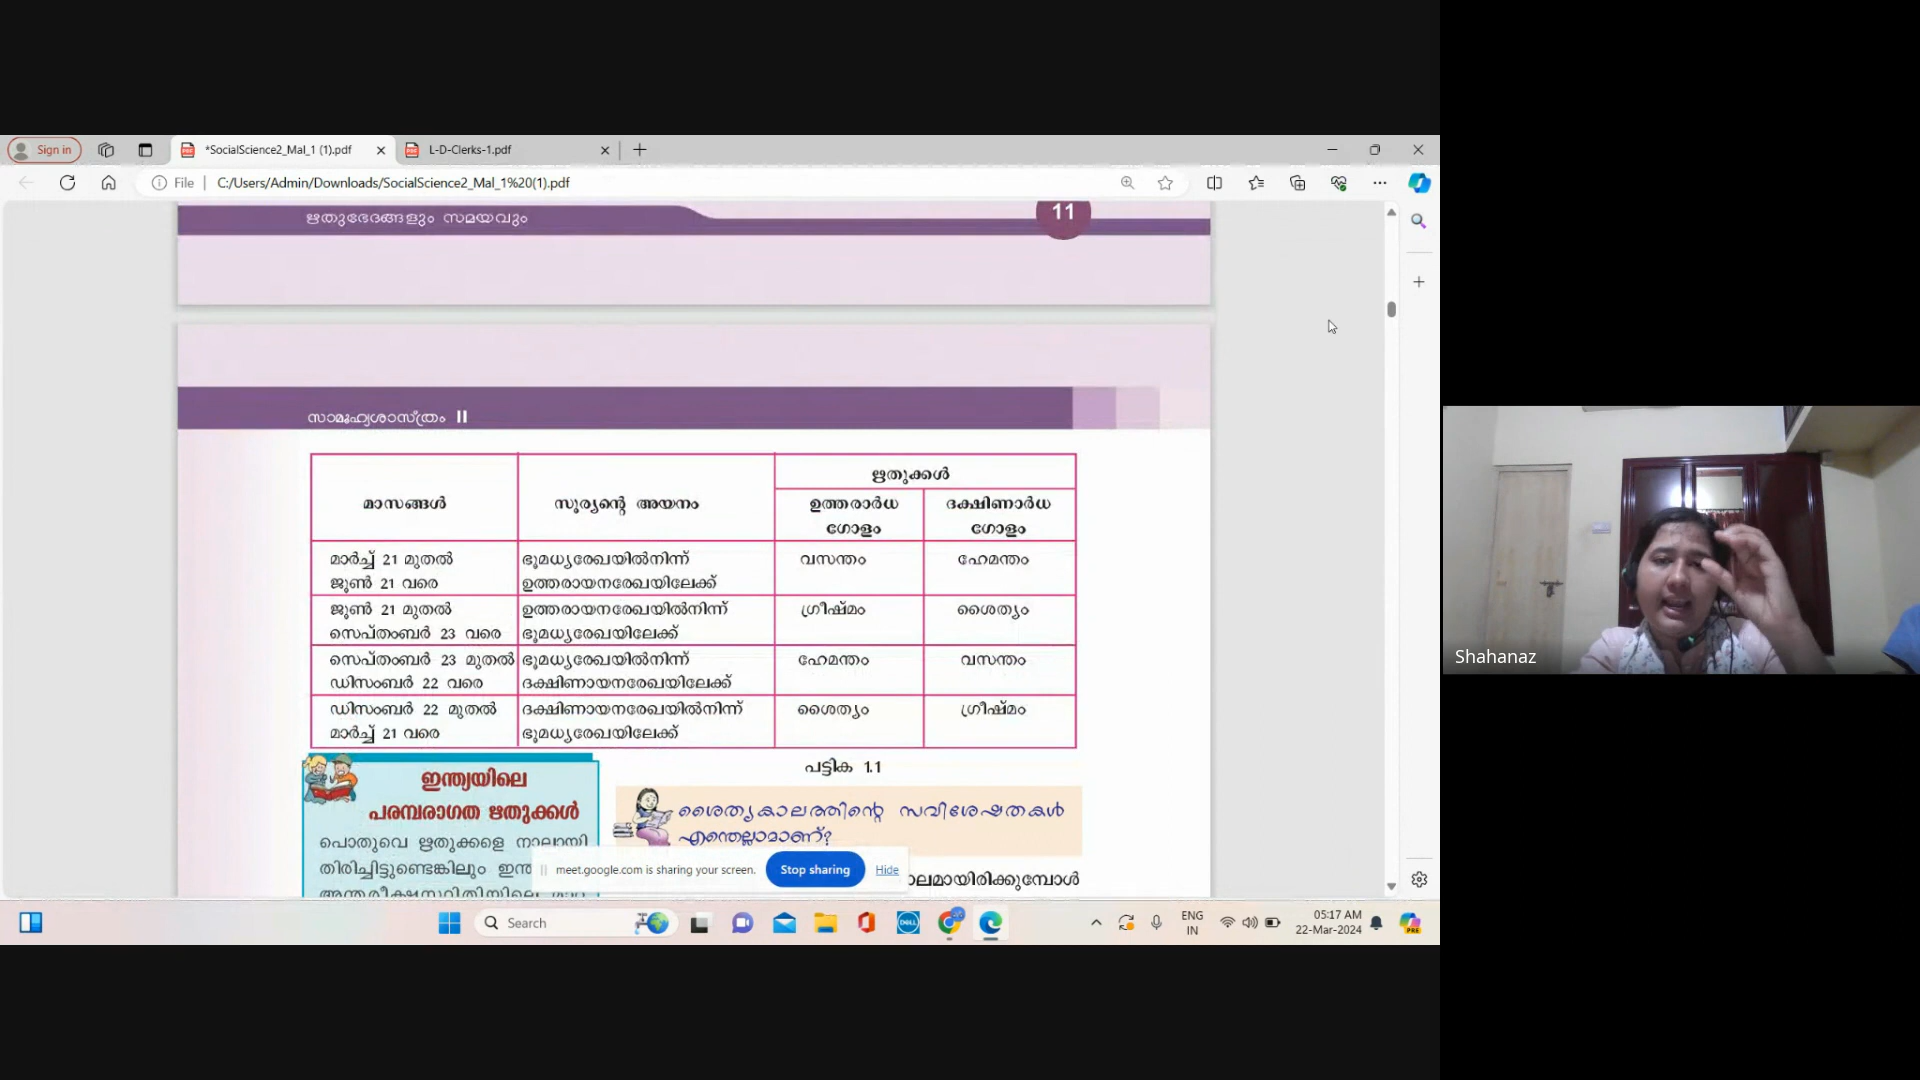 Sign in
*SocialScience2_Mal_1 (1).pdf
L-D-Clerks-1.pdf
File
C:/Users/Admin/Downloads/SocialScience2_Mal_1%20(1).pdf
ഋതുഭേദങ്ങളും സമയവും
11
സാമൂഹ്യശാസ്ത്രം II
മാസങ്ങൾ
സൂര്യന്റെ അയനം
ഋതുക്കൾ
ഉത്തരാർധ ഗോളം
ദക്ഷിണാർധ ഗോളം
മാർച്ച് 21 മുതൽ ഭൂമധ്യരേഖയിൽനിന്ന് വസന്തം ഹേമന്തം
ജൂൺ 21 വരെ ഉത്തരായനരേഖയിലേക്ക്
ജൂൺ 21 മുതൽ ഉത്തരായനരേഖയിൽനിന്ന് ഗ്രീഷ്മം ശൈത്യം
സെപ്തംബർ 23 വരെ ഭൂമധ്യരേഖയിലേക്ക്
സെപ്തംബർ 23 മുതൽ ഭൂമധ്യരേഖയിൽനിന്ന് ഹേമന്തം വസന്തം
ഡിസംബർ 22 വരെ ദക്ഷിണായനരേഖയിലേക്ക്
ഡിസംബർ 22 മുതൽ ദക്ഷിണായനരേഖയിൽനിന്ന് ശൈത്യം ഗ്രീഷ്മം
മാർച്ച് 21 വരെ ഭൂമധ്യരേഖയിലേക്ക്
പട്ടിക 1.1
ഇന്ത്യയിലെ
പരമ്പരാഗത ഋതുക്കൾ
പൊതുവെ ഋതുക്കളെ നാലായി
തിരിച്ചിട്ടുണ്ടെങ്കിലും
ശൈത്യകാലത്തിന്റെ സവിശേഷതകൾ
എന്തെല്ലാമാണ്?
meet.google.com is sharing your screen.
Stop sharing
Hide
Shahanaz
Search
DELL
ENG
IN
05:17 AM
22-Mar-2024
PRE